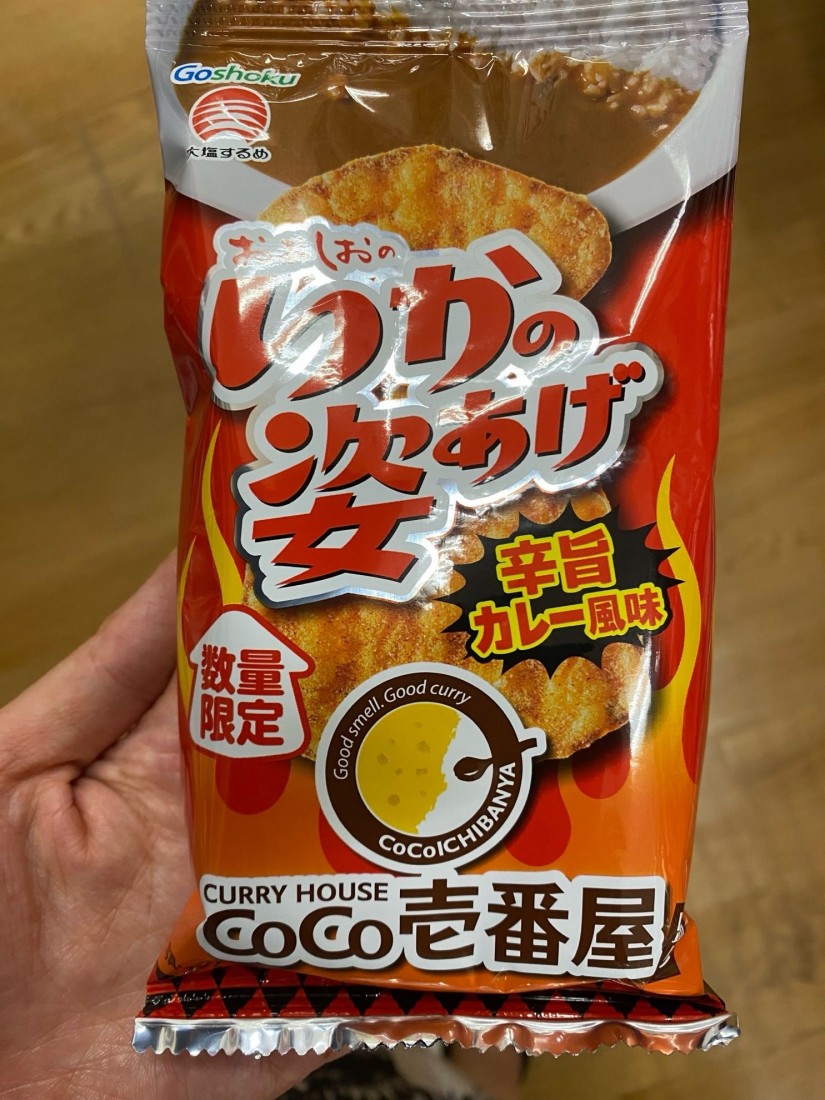 Goshoku
大塩するめ
おおしおの
いかの
姿あげ
辛旨
カレー風味
数量
限定
Good smell. Good curry
CoCoICHIBANYA
CURRY HOUSE
CoCo壱番屋